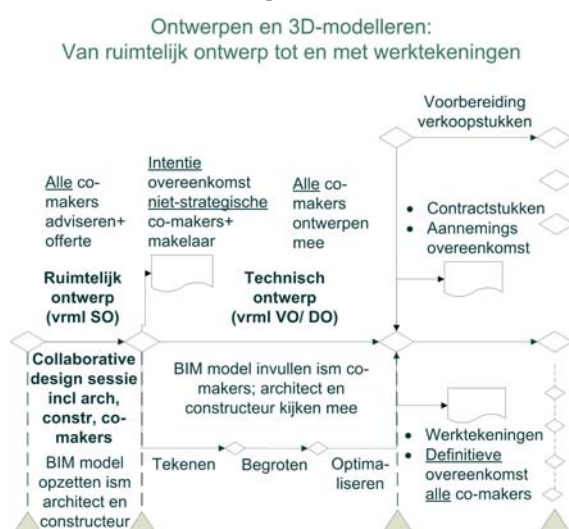 Ontwerpen en 3D-modelleren:
Van ruimtelijk ontwerp tot en met werktekeningen
Voorbereiding
verkoopstukken
Alle co-
makers
adviseren+
offerte
Intentie
overeenkomst
niet-strategische
co-makers+
makelaar
Alle co-
makers
ontwerpen
mee
• Contractstukken
• Aannemings
overeenkomst
Ruimtelijk
ontwerp
(vrml SO)
Technisch
ontwerp
(vrml VO/ DO)
Collaborative
design sessie
incl arch,
constr, co-
makers
BIM model
opzetten ism
architect en
constructeur
BIM model invullen ism co-
makers; architect en
constructeur kijken mee
Tekenen
Begroten
Optima-
liseren
• Werktekeningen
• Definitieve
overeenkomst
alle co-makers